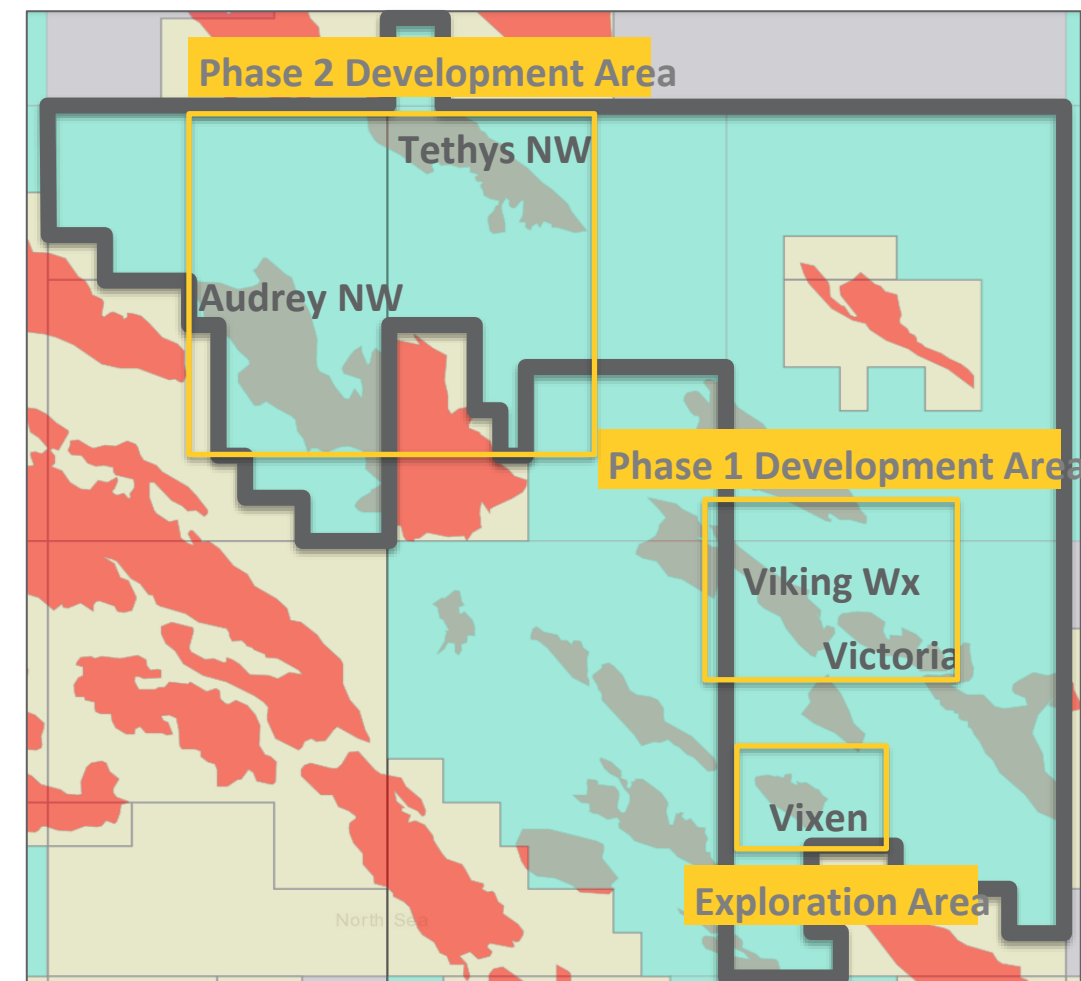 Phase 2 Development Area
Tethys NW
Audrey NW
Phase 1 Development Area
Viking Wx
Victoria
Vixen
Exploration Area
North Sea